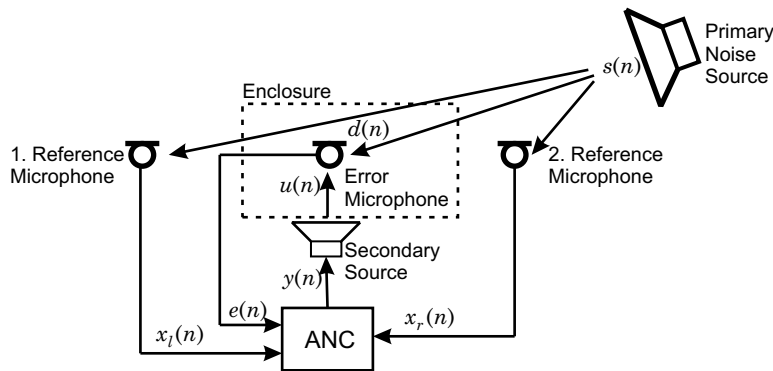 Primary
Noise
Source
s(n)
Enclosure
d(n)
1. Reference
Microphone
2. Reference
Microphone
u(n)
Error
Microphone
Secondary
Source
y(n)
e(n)
x_l(n)
x_r(n)
ANC